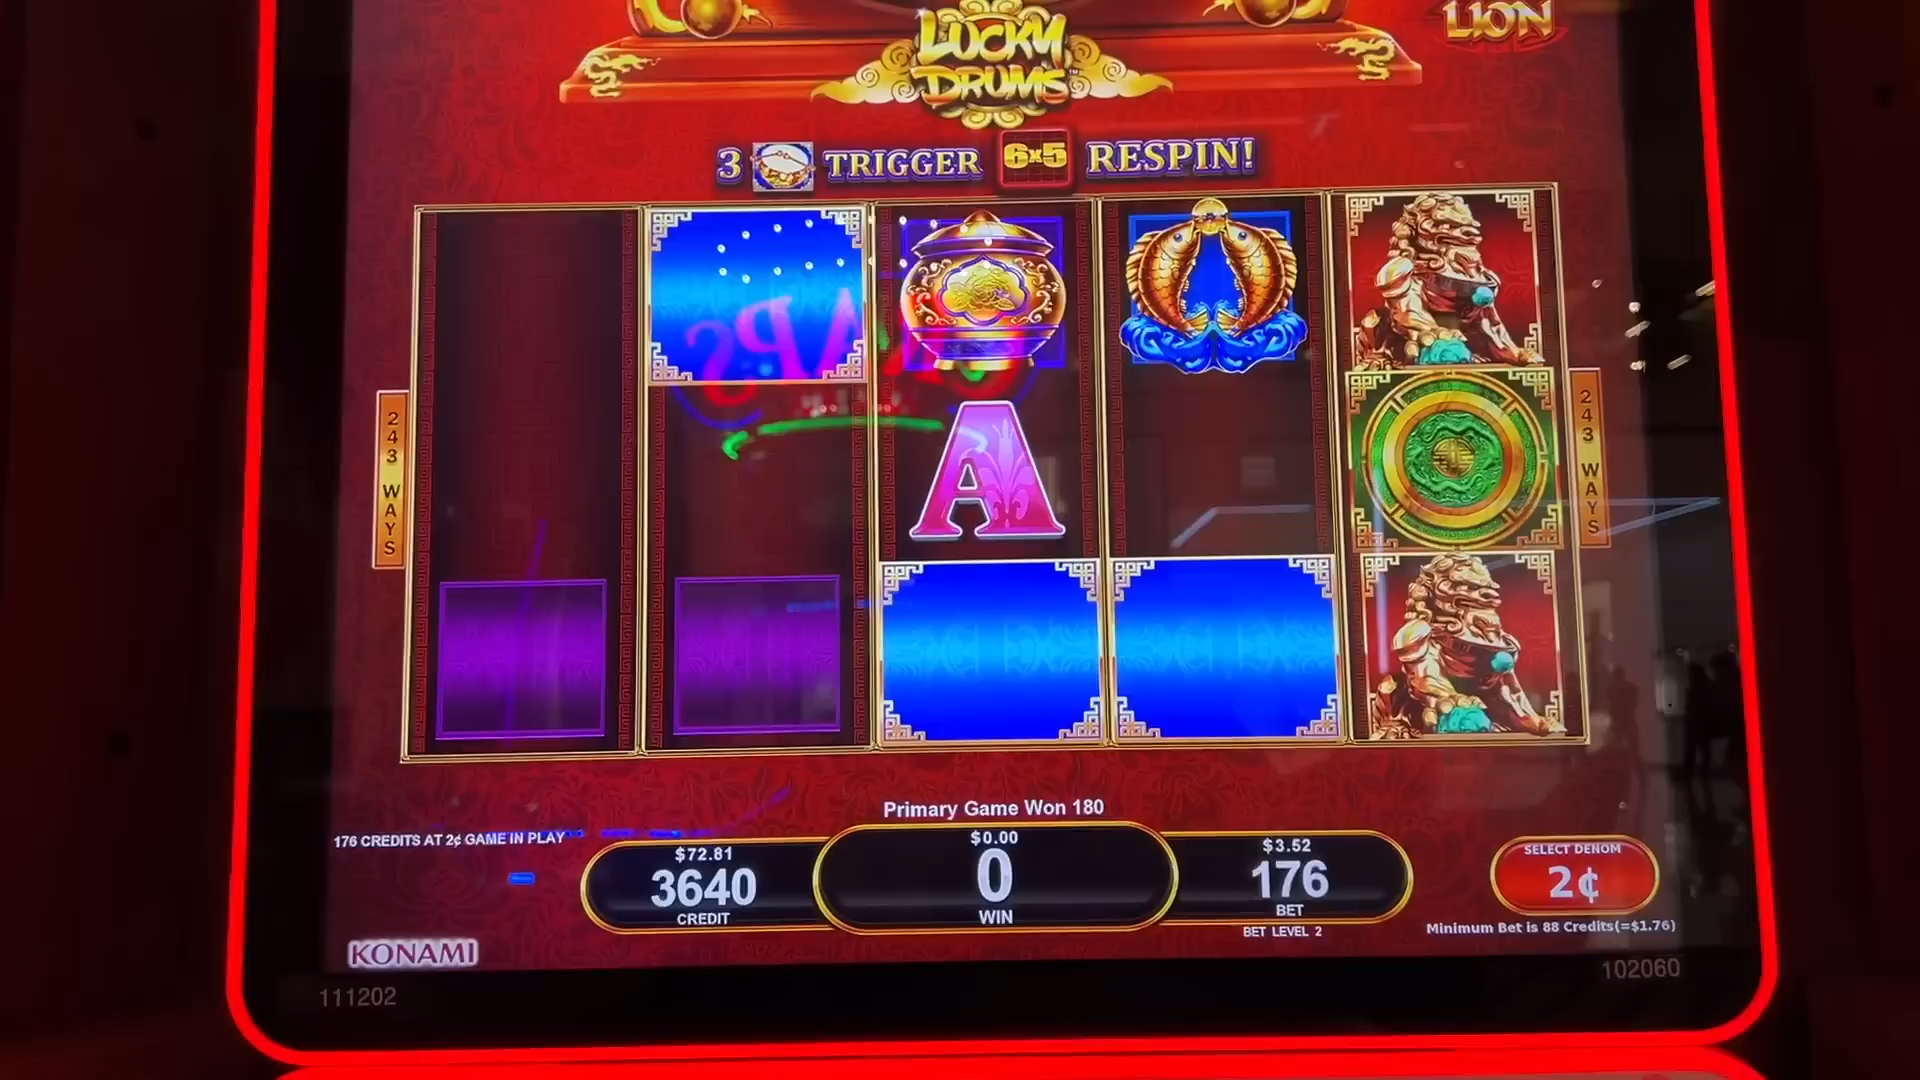 LION
LUCKY
DRUMS™
3 TRIGGER 6x5 RESPIN!
243 WAYS
243 WAYS
A
Primary Game Won 180
176 CREDITS AT 2¢ GAME IN PLAY
$72.81
3640
CREDIT
$0.00
0
WIN
$3.52
176
BET
BET LEVEL 2
SELECT DENOM
2¢
Minimum Bet is 88 Credits(=$1.76)
KONAMI
111202
102060